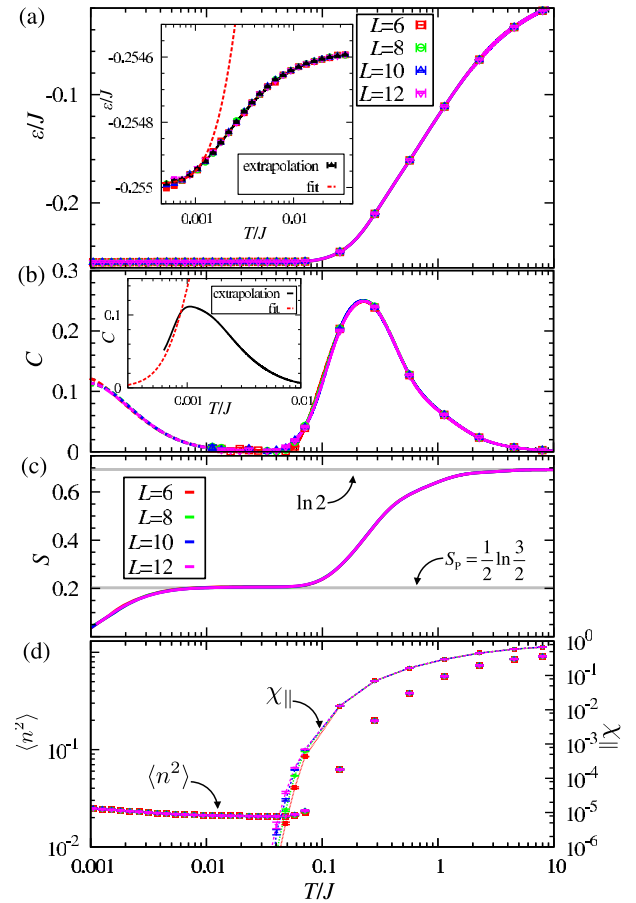 (a)
ε/J
-0.1
-0.2
L=6
L=8
L=10
L=12
-0.2546
-0.2548
-0.255
ε/J
extrapolation
fit
0.001
0.01
T/J
(b)
0.3
0.2
0.1
0
C
0.1
0
C
extrapolation
fit
0.001
0.01
T/J
(c)
0.6
0.4
0.2
0
S
L=6
L=8
L=10
L=12
ln 2
S_P = 1/2 ln 3/2
(d)
⟨n²⟩
10⁻¹
10⁻²
χ∥
⟨n²⟩
10⁰
10⁻¹
10⁻²
10⁻³
10⁻⁴
10⁻⁵
10⁻⁶
χ∥
0.001
0.01
0.1
1
10
T/J